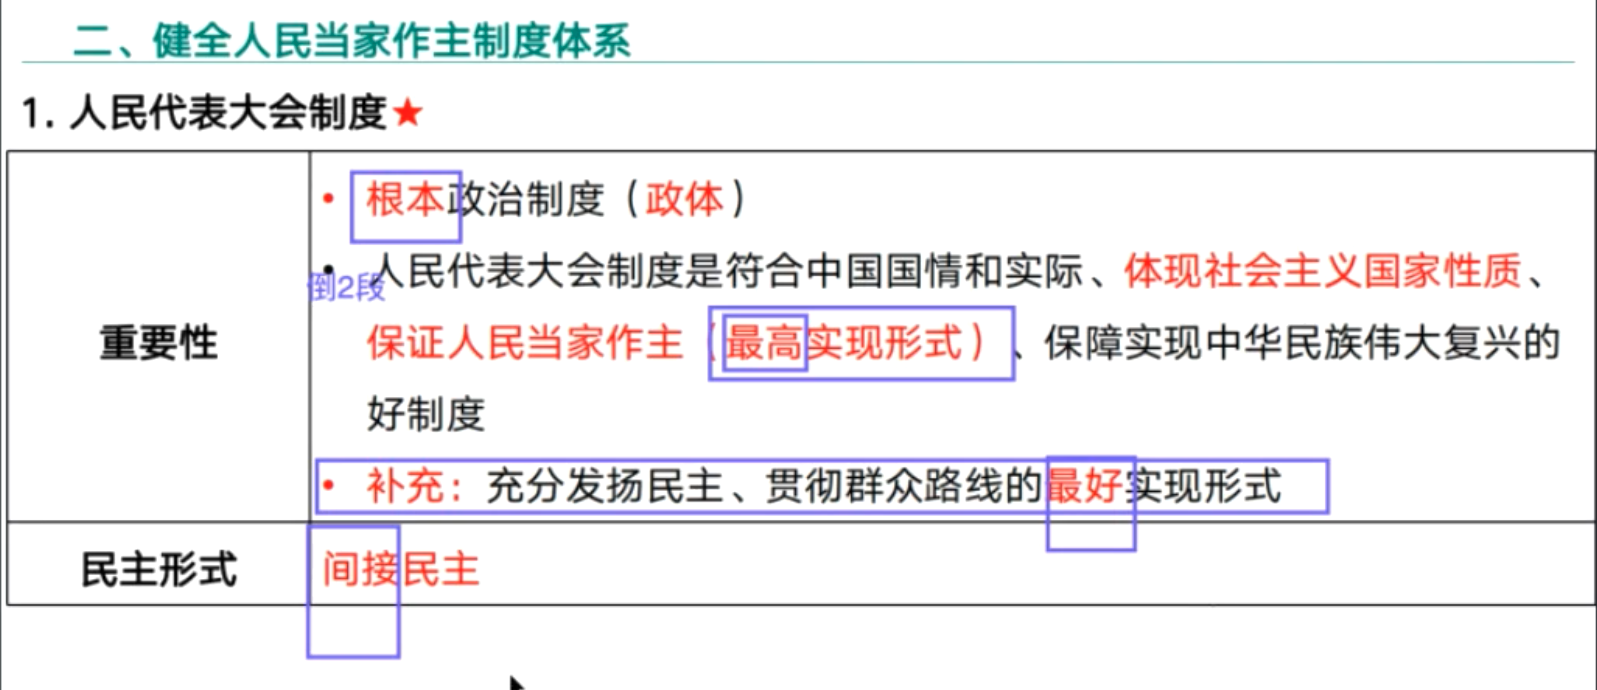 二、健全人民当家作主制度体系
1. 人民代表大会制度★
重要性
• 根本政治制度（政体）
• 人民代表大会制度是符合中国国情和实际、体现社会主义国家性质、
倒2段
保证人民当家作主（最高实现形式）、保障实现中华民族伟大复兴的
好制度
• 补充：充分发扬民主、贯彻群众路线的最好实现形式
民主形式 间接民主